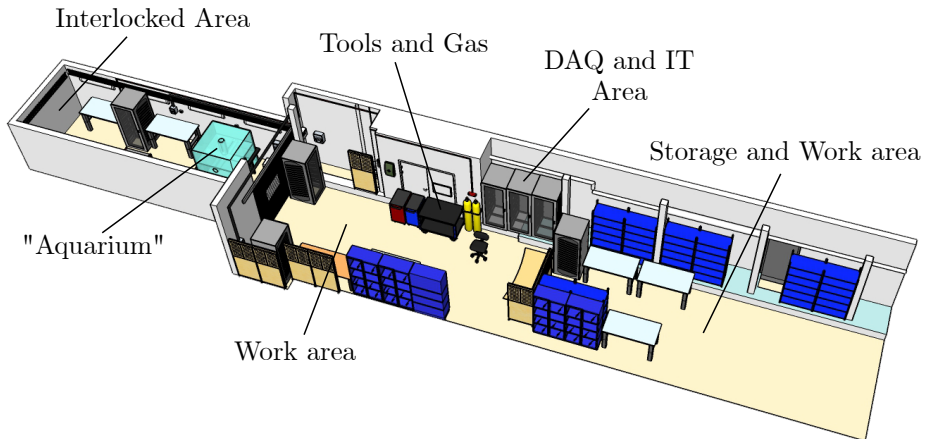 Interlocked Area
Tools and Gas
DAQ and IT
Area
Storage and Work area
"Aquarium"
Work area